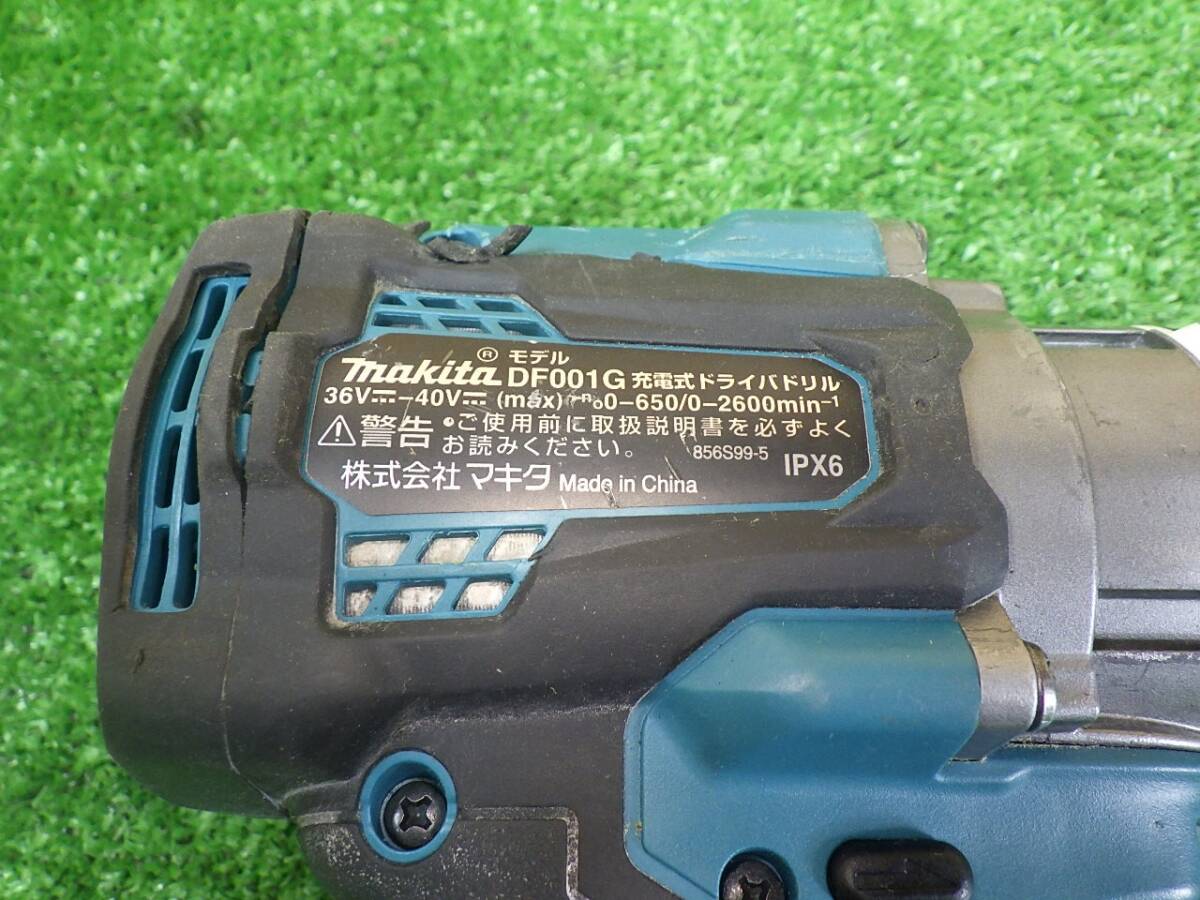 makita® モデル DF001G 充電式ドライバドリル
36V⎓-40V⎓ (max) n₀0-650/0-2600min⁻¹
⚠警告 ●ご使用前に取扱説明書を必ずよくお読みください。
856S99-5 IPX6
株式会社マキタ Made in China